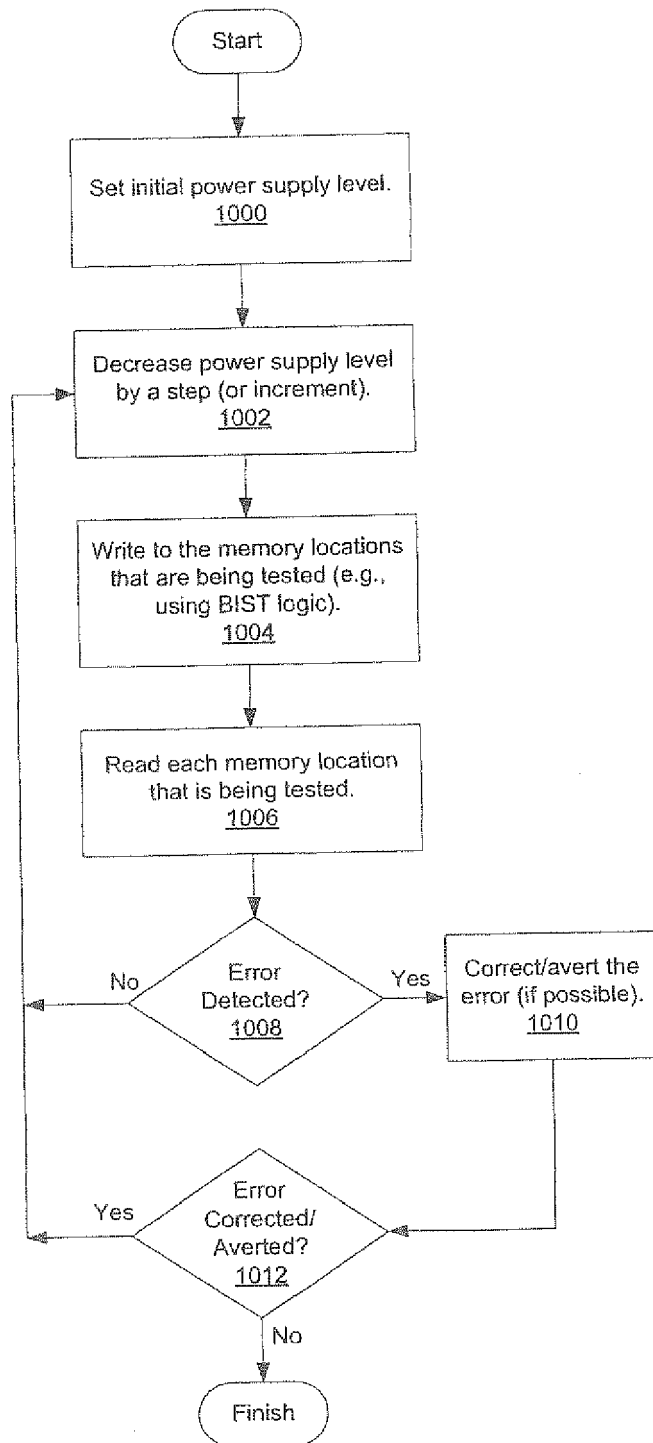 Start
Set initial power supply level.
1000
Decrease power supply level
by a step (or increment).
1002
Write to the memory locations
that are being tested (e.g.,
using BIST logic).
1004
Read each memory location
that is being tested.
1006
No
Error
Detected?
1008
Yes
Correct/avert the
error (if possible).
1010
Yes
Error
Corrected/
Averted?
1012
No
Finish